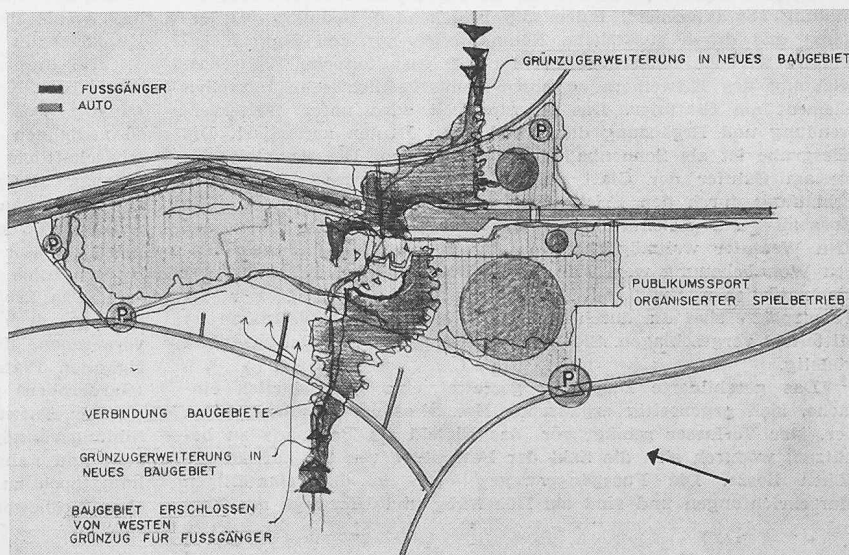 GRÜNZUGERWEITERUNG IN NEUES BAUGEBIET
FUSSGÄNGER
AUTO
P
P
P
PUBLIKUMSSPORT
ORGANISIERTER SPIELBETRIEB
P
VERBINDUNG BAUGEBIETE
GRÜNZUGERWEITERUNG IN
NEUES BAUGEBIET
BAUGEBIET ERSCHLOSSEN
VON WESTEN
GRÜNZUG FÜR FUSSGÄNGER